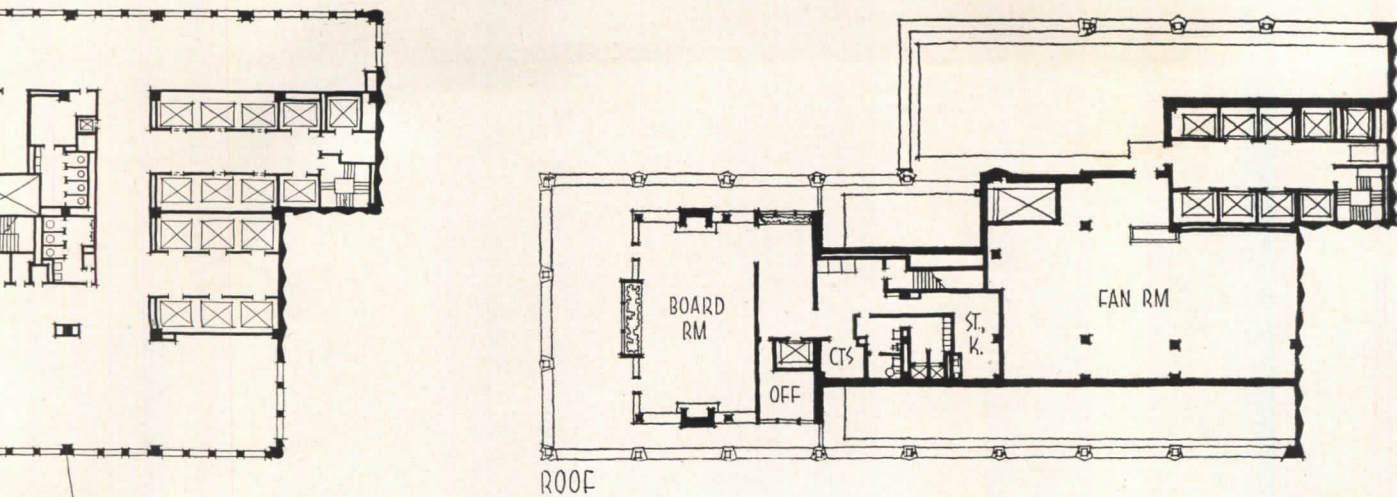 BOARD
RM
FAN RM
ST.,
K.
CTS
OFF
ROOF